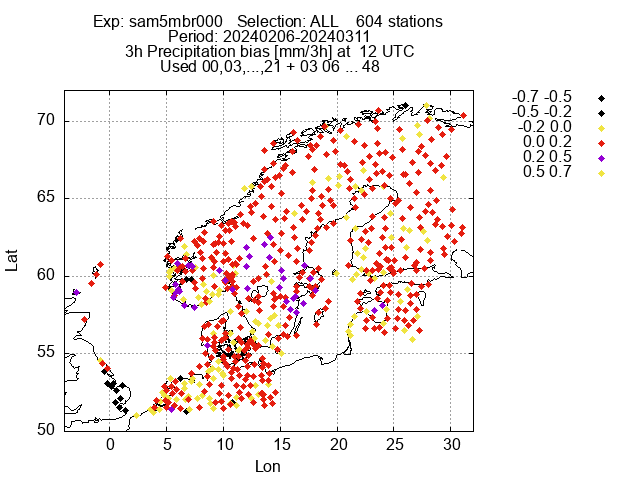 Exp: sam5mbr000   Selection: ALL    604 stations
Period: 20240206-20240311
3h Precipitation bias [mm/3h] at  12 UTC
Used 00,03,...,21 + 03 06 ... 48
-0.7 -0.5
-0.5 -0.2
-0.2 0.0
0.0 0.2
0.2 0.5
0.5 0.7
70
65
60
55
50
Lat
0 5 10 15 20 25 30
Lon